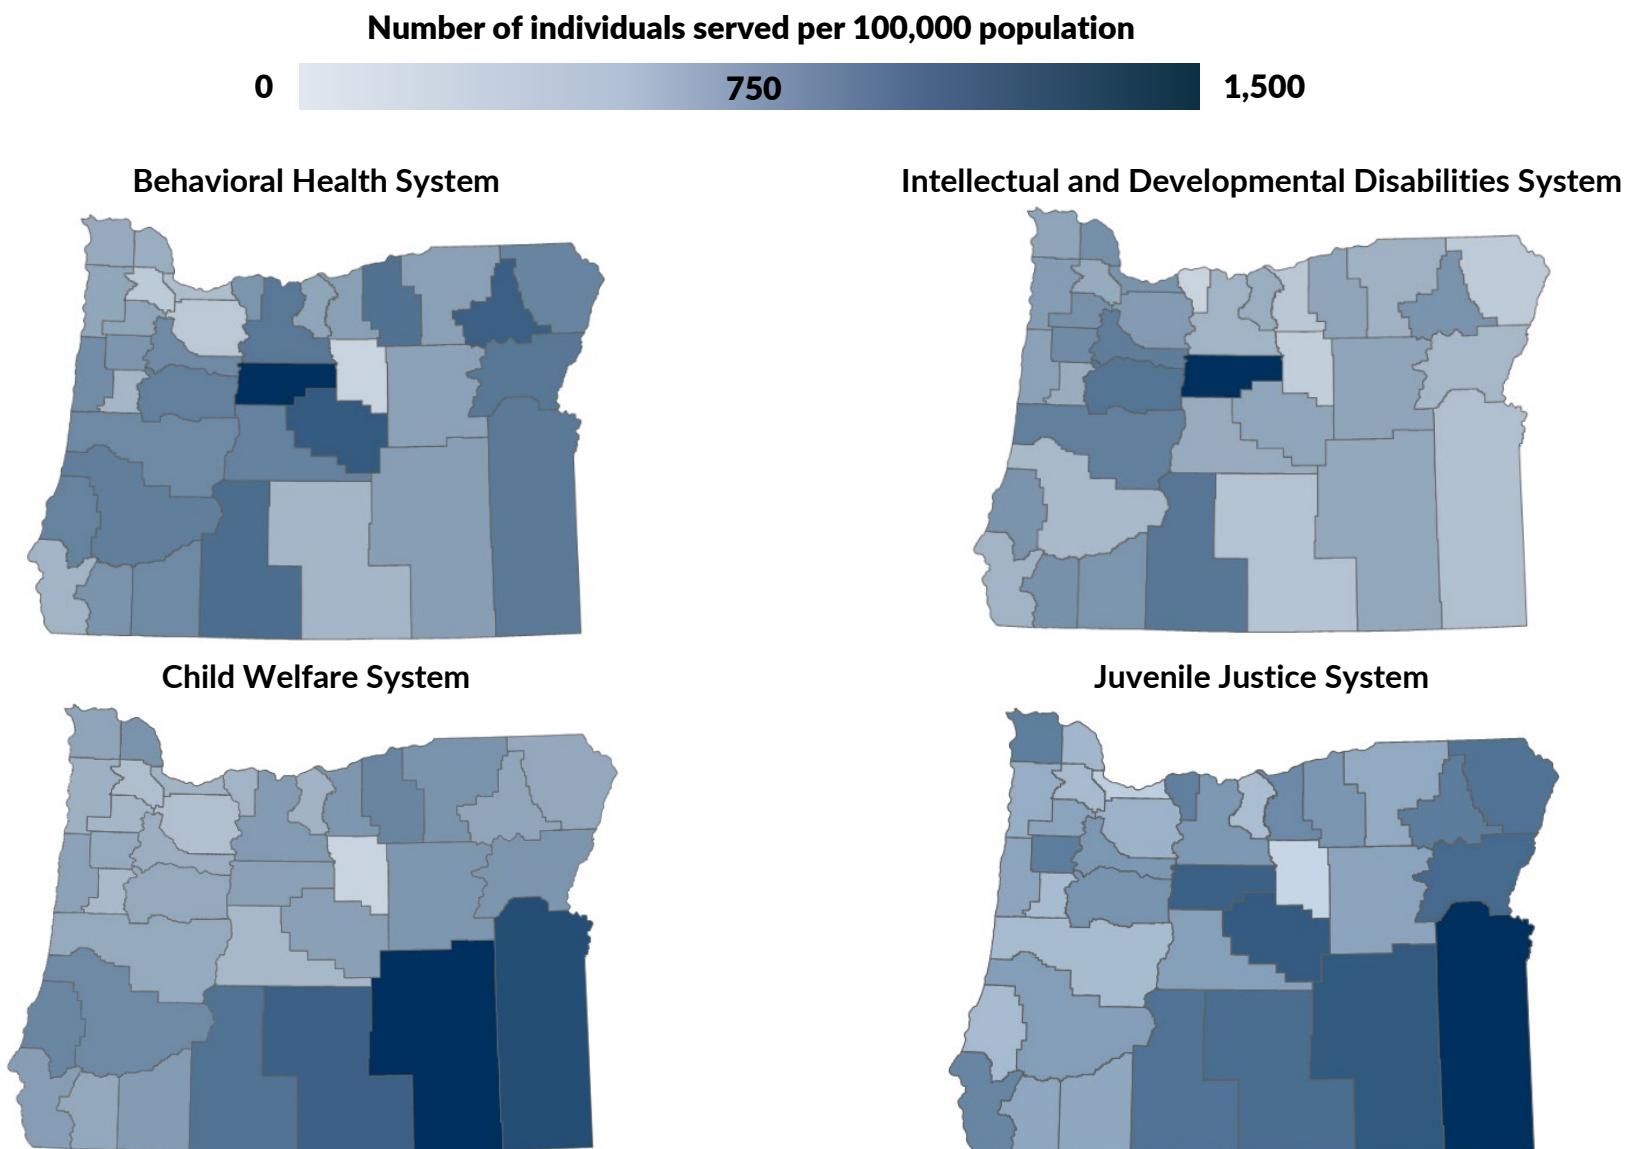 Number of individuals served per 100,000 population
0 750 1,500
Behavioral Health System
Intellectual and Developmental Disabilities System
Child Welfare System
Juvenile Justice System